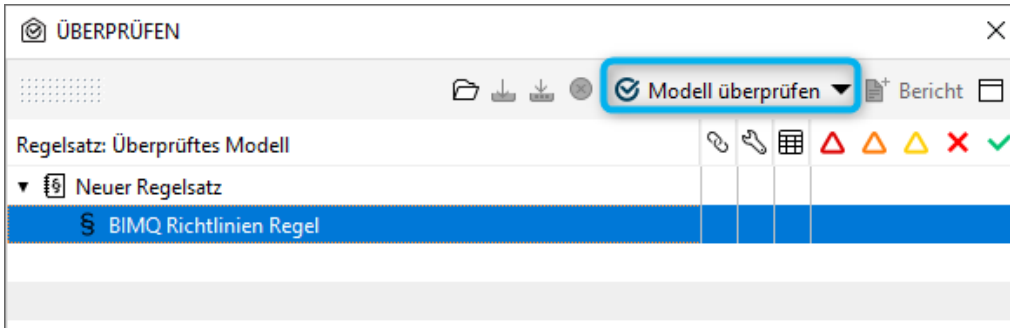 ÜBERPRÜFEN
Modell überprüfen Bericht
Regelsatz: Überprüftes Modell
Neuer Regelsatz
§ BIMQ Richtlinien Regel